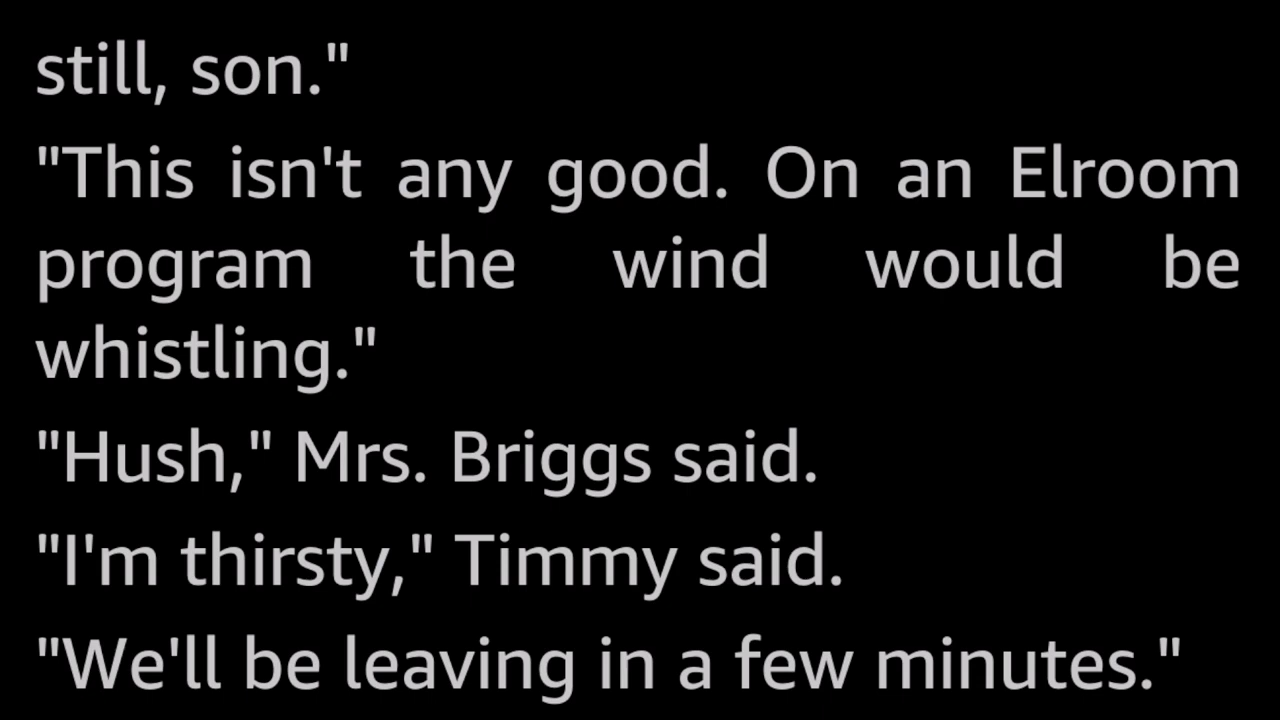 still, son."
"This isn't any good. On an Elroom
program the wind would be
whistling."
"Hush," Mrs. Briggs said.
"I'm thirsty," Timmy said.
"We'll be leaving in a few minutes."